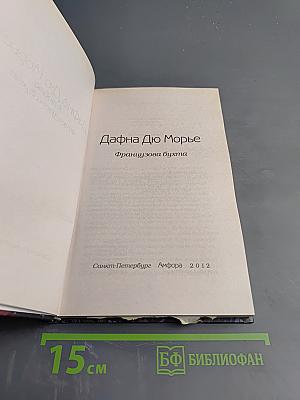 Дафна Дю Морье
Французова бухта
Санкт-Петербург Амфора 2012
15 см
БФ БИБЛИОФАН